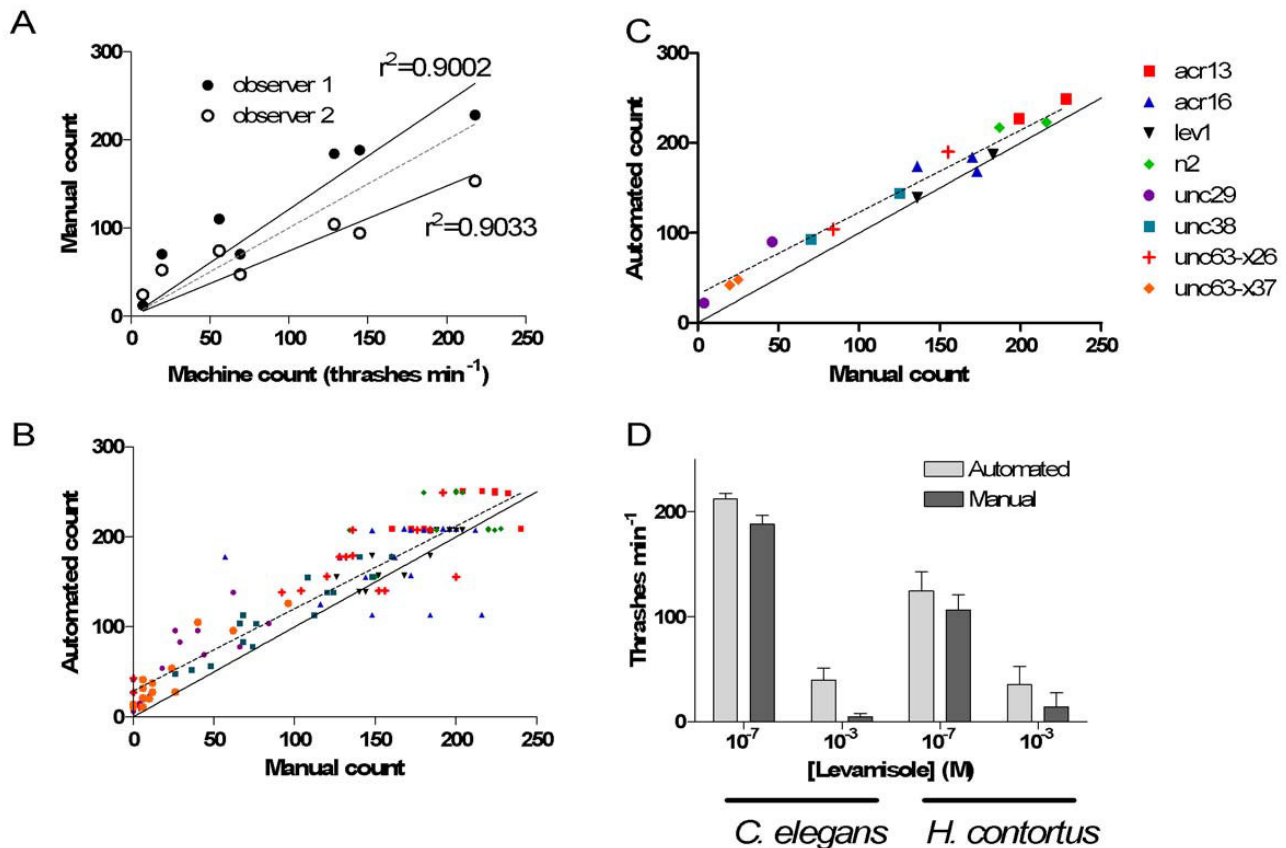 A
300
200
100
0
Manual count
observer 1
observer 2
r²=0.9002
r²=0.9033
0 50 100 150 200 250
Machine count (thrashes min⁻¹)
C
300
200
100
0
Automated count
0 50 100 150 200 250
Manual count
acr13
acr16
lev1
n2
unc29
unc38
unc63-x26
unc63-x37
B
300
200
100
0
Automated count
0 50 100 150 200 250
Manual count
D
Automated
Manual
200
100
0
Thrashes min⁻¹
10⁻⁷ 10⁻³ 10⁻⁷ 10⁻³
[Levamisole] (M)
C. elegans H. contortus